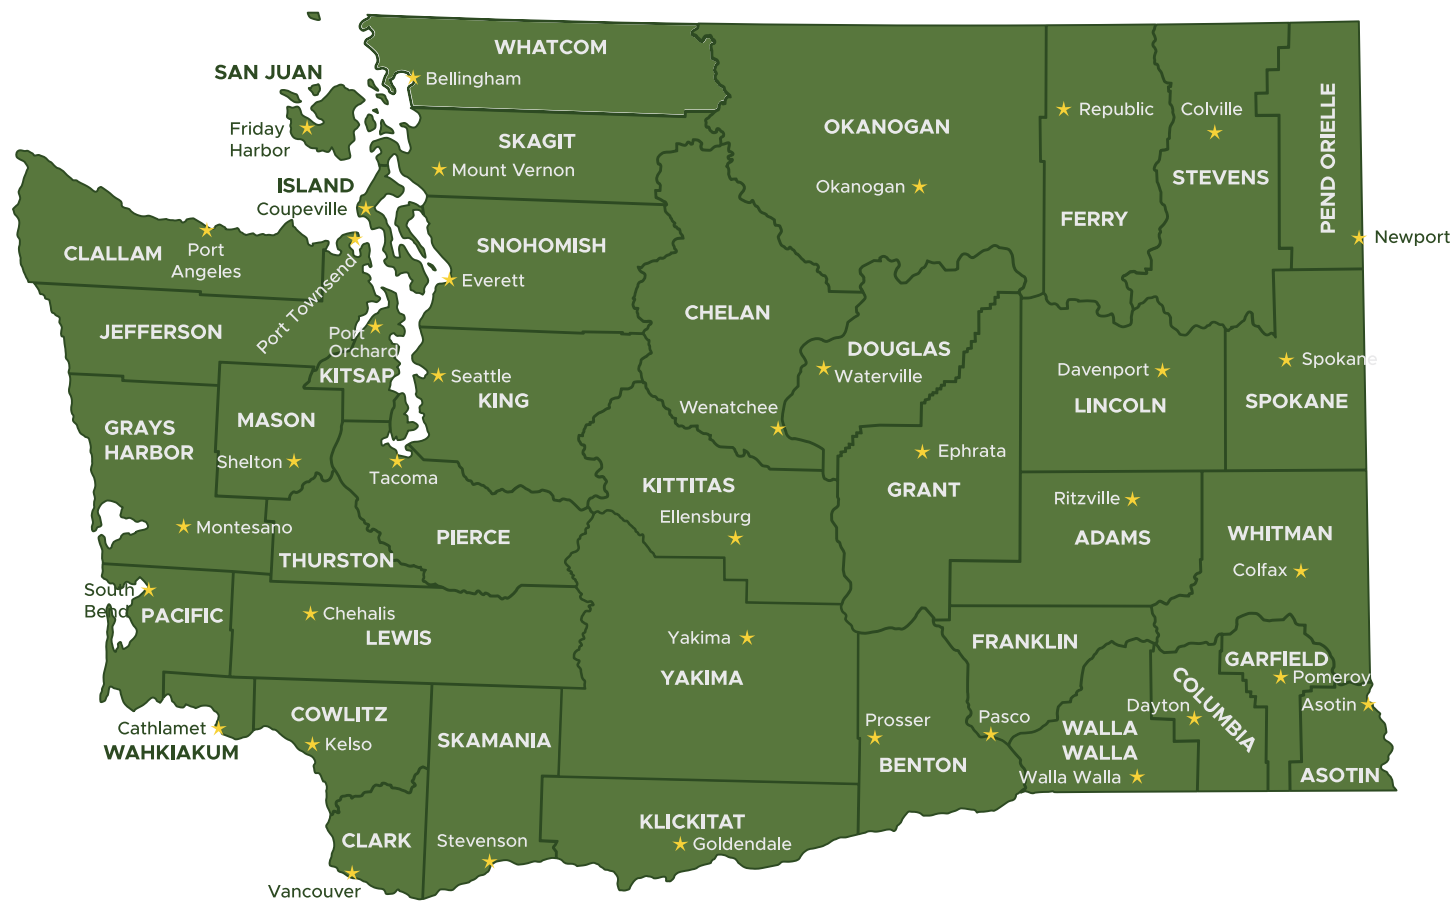 WHATCOM
Bellingham
SAN JUAN
Friday
Harbor
SKAGIT
Mount Vernon
ISLAND
Coupeville
OKANOGAN
Okanogan
Republic
FERRY
Colville
STEVENS
PEND ORIELLE
Newport
CLALLAM
Port
Angeles
Port Townsend
SNOHOMISH
Everett
JEFFERSON
Port
Orchard
KITSAP
CHELAN
Wenatchee
DOUGLAS
Waterville
Davenport
LINCOLN
Spokane
SPOKANE
Seattle
KING
GRAYS
HARBOR
Montesano
MASON
Shelton
Tacoma
PIERCE
THURSTON
KITTITAS
Ellensburg
Ephrata
GRANT
Ritzville
ADAMS
WHITMAN
Colfax
South
Bend
PACIFIC
Chehalis
LEWIS
Yakima
YAKIMA
FRANKLIN
Pasco
GARFIELD
Pomeroy
COLUMBIA
Dayton
Asotin
ASOTIN
Cathlamet
WAHKIAKUM
COWLITZ
Kelso
SKAMANIA
Stevenson
Prosser
BENTON
WALLA
WALLA
Walla Walla
KLICKITAT
Goldendale
CLARK
Vancouver